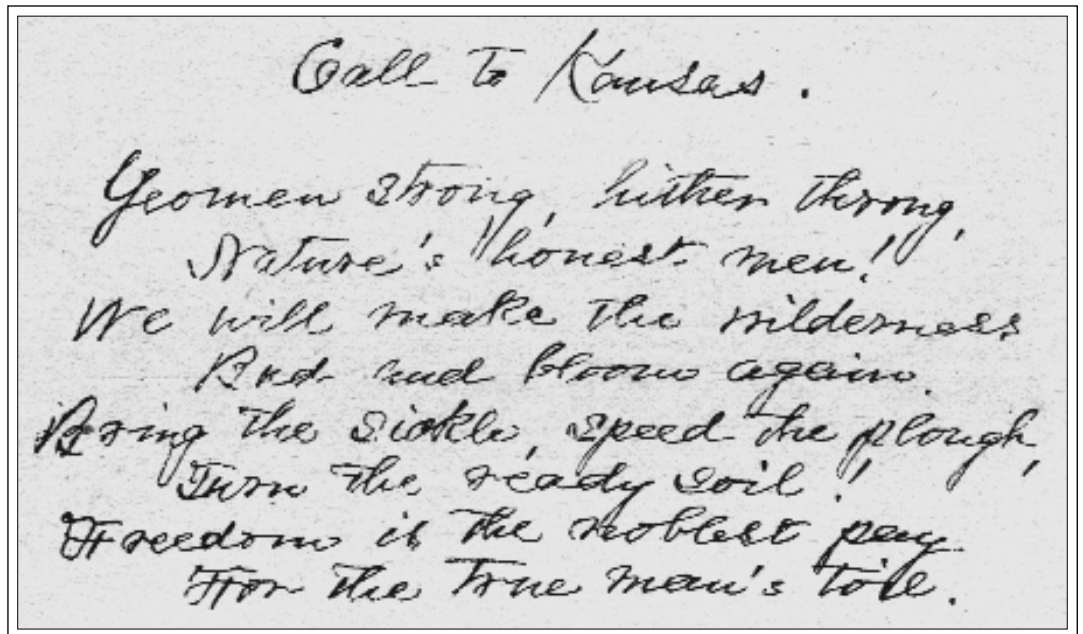 Call to Kansas.
Yeomen strong, hither throng,
Nature's honest men!
We will make the wilderness
Bud and bloom again.
Bring the sickle, speed the plough,
Turn the ready soil!
Freedom is the noblest pay
For the true man's toil.